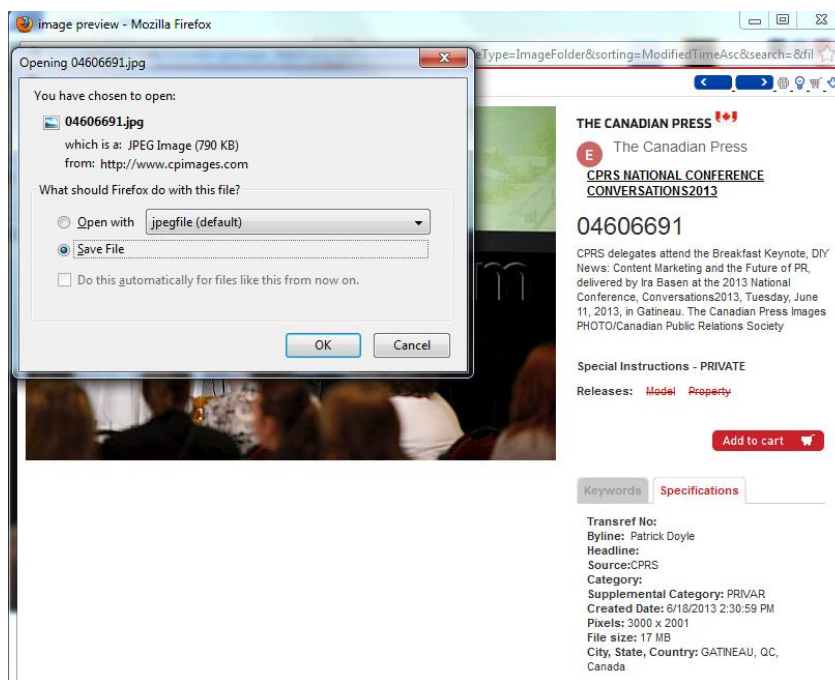 image preview - Mozilla Firefox
eType=ImageFolder&sorting=ModifiedTimeAsc&search=&fil
Opening 04606691.jpg
You have chosen to open:
04606691.jpg
which is a: JPEG Image (790 KB)
from: http://www.cpimages.com
What should Firefox do with this file?
Open with jpegfile (default)
Save File
Do this automatically for files like this from now on.
OK Cancel
THE CANADIAN PRESS
E The Canadian Press
CPRS NATIONAL CONFERENCE
CONVERSATIONS2013
04606691
CPRS delegates attend the Breakfast Keynote, DIY
News: Content Marketing and the Future of PR,
delivered by Ira Basen at the 2013 National
Conference, Conversations2013, Tuesday, June
11, 2013, in Gatineau. The Canadian Press Images
PHOTO/Canadian Public Relations Society
Special Instructions - PRIVATE
Releases: Model Property
Add to cart
Keywords Specifications
Transref No:
Byline: Patrick Doyle
Headline:
Source:CPRS
Category:
Supplemental Category: PRIVAR
Created Date: 6/18/2013 2:30:59 PM
Pixels: 3000 x 2001
File size: 17 MB
City, State, Country: GATINEAU, QC,
Canada